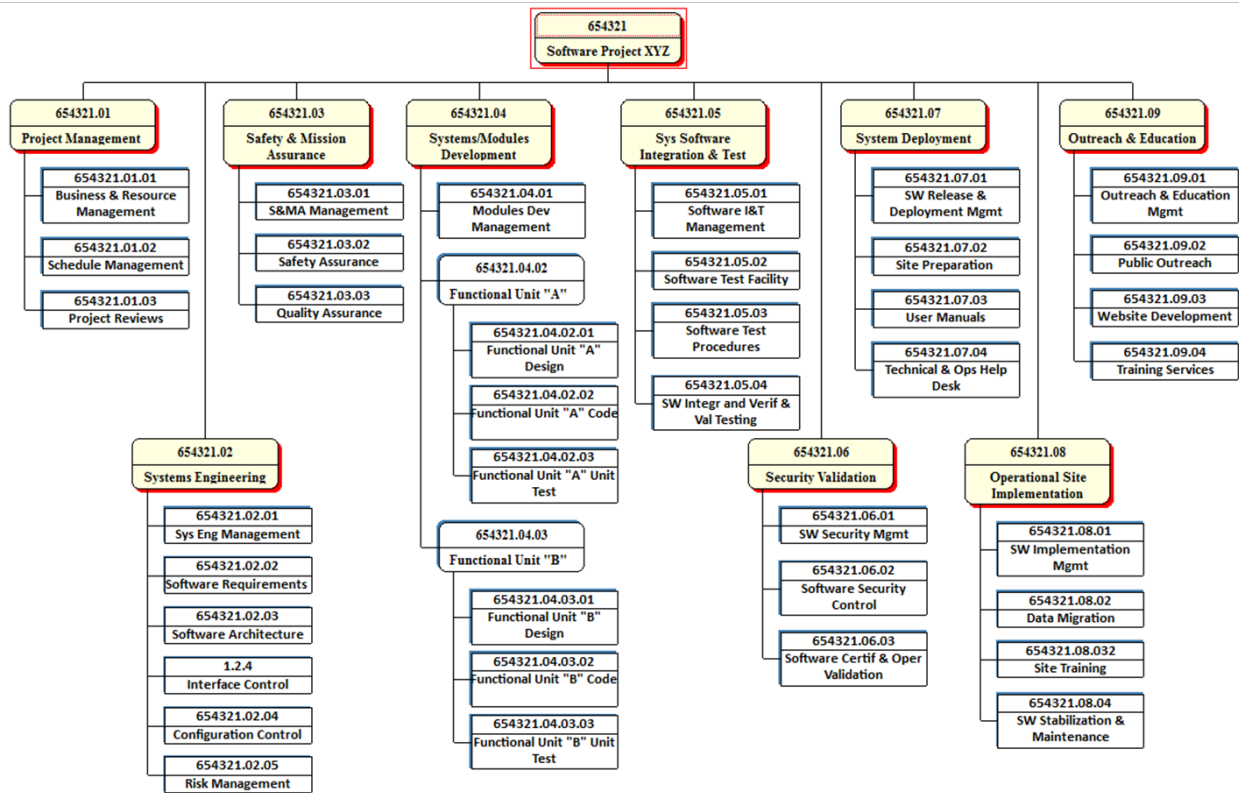 654321
Software Project XYZ
654321.01
Project Management
654321.01.01
Business & Resource
Management
654321.01.02
Schedule Management
654321.01.03
Project Reviews
654321.02
Systems Engineering
654321.02.01
Sys Eng Management
654321.02.02
Software Requirements
654321.02.03
Software Architecture
1.2.4
Interface Control
654321.02.04
Configuration Control
654321.02.05
Risk Management
654321.03
Safety & Mission
Assurance
654321.03.01
S&MA Management
654321.03.02
Safety Assurance
654321.03.03
Quality Assurance
654321.04
Systems/Modules
Development
654321.04.01
Modules Dev
Management
654321.04.02
Functional Unit "A"
654321.04.02.01
Functional Unit "A"
Design
654321.04.02.02
Functional Unit "A" Code
654321.04.02.03
Functional Unit "A" Unit
Test
654321.04.03
Functional Unit "B"
654321.04.03.01
Functional Unit "B"
Design
654321.04.03.02
Functional Unit "B" Code
654321.04.03.03
Functional Unit "B" Unit
Test
654321.05
Sys Software
Integration & Test
654321.05.01
Software I&T
Management
654321.05.02
Software Test Facility
654321.05.03
Software Test
Procedures
654321.05.04
SW Integr and Verif &
Val Testing
654321.06
Security Validation
654321.06.01
SW Security Mgmt
654321.06.02
Software Security
Control
654321.06.03
Software Certif & Oper
Validation
654321.07
System Deployment
654321.07.01
SW Release &
Deployment Mgmt
654321.07.02
Site Preparation
654321.07.03
User Manuals
654321.07.04
Technical & Ops Help
Desk
654321.08
Operational Site
Implementation
654321.08.01
SW Implementation
Mgmt
654321.08.02
Data Migration
654321.08.032
Site Training
654321.08.04
SW Stabilization &
Maintenance
654321.09
Outreach & Education
654321.09.01
Outreach & Education
Mgmt
654321.09.02
Public Outreach
654321.09.03
Website Development
654321.09.04
Training Services